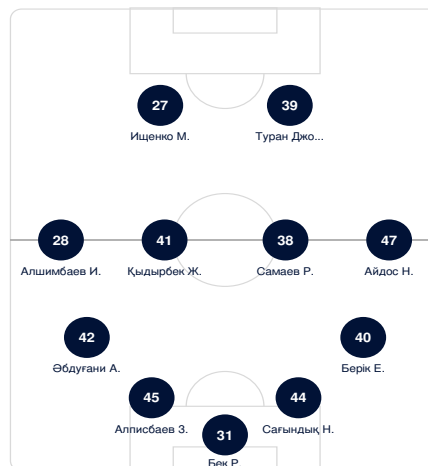 27 39
Ищенко М. Туран Джо...
28 41 38 47
Алшимбаев И. Қыдырбек Ж. Самаев Р. Айдос Н.
42 40
Әбдуғани А. Берік Е.
45 44
Алписбаев З. Сағындық Н.
31
Бек Р.